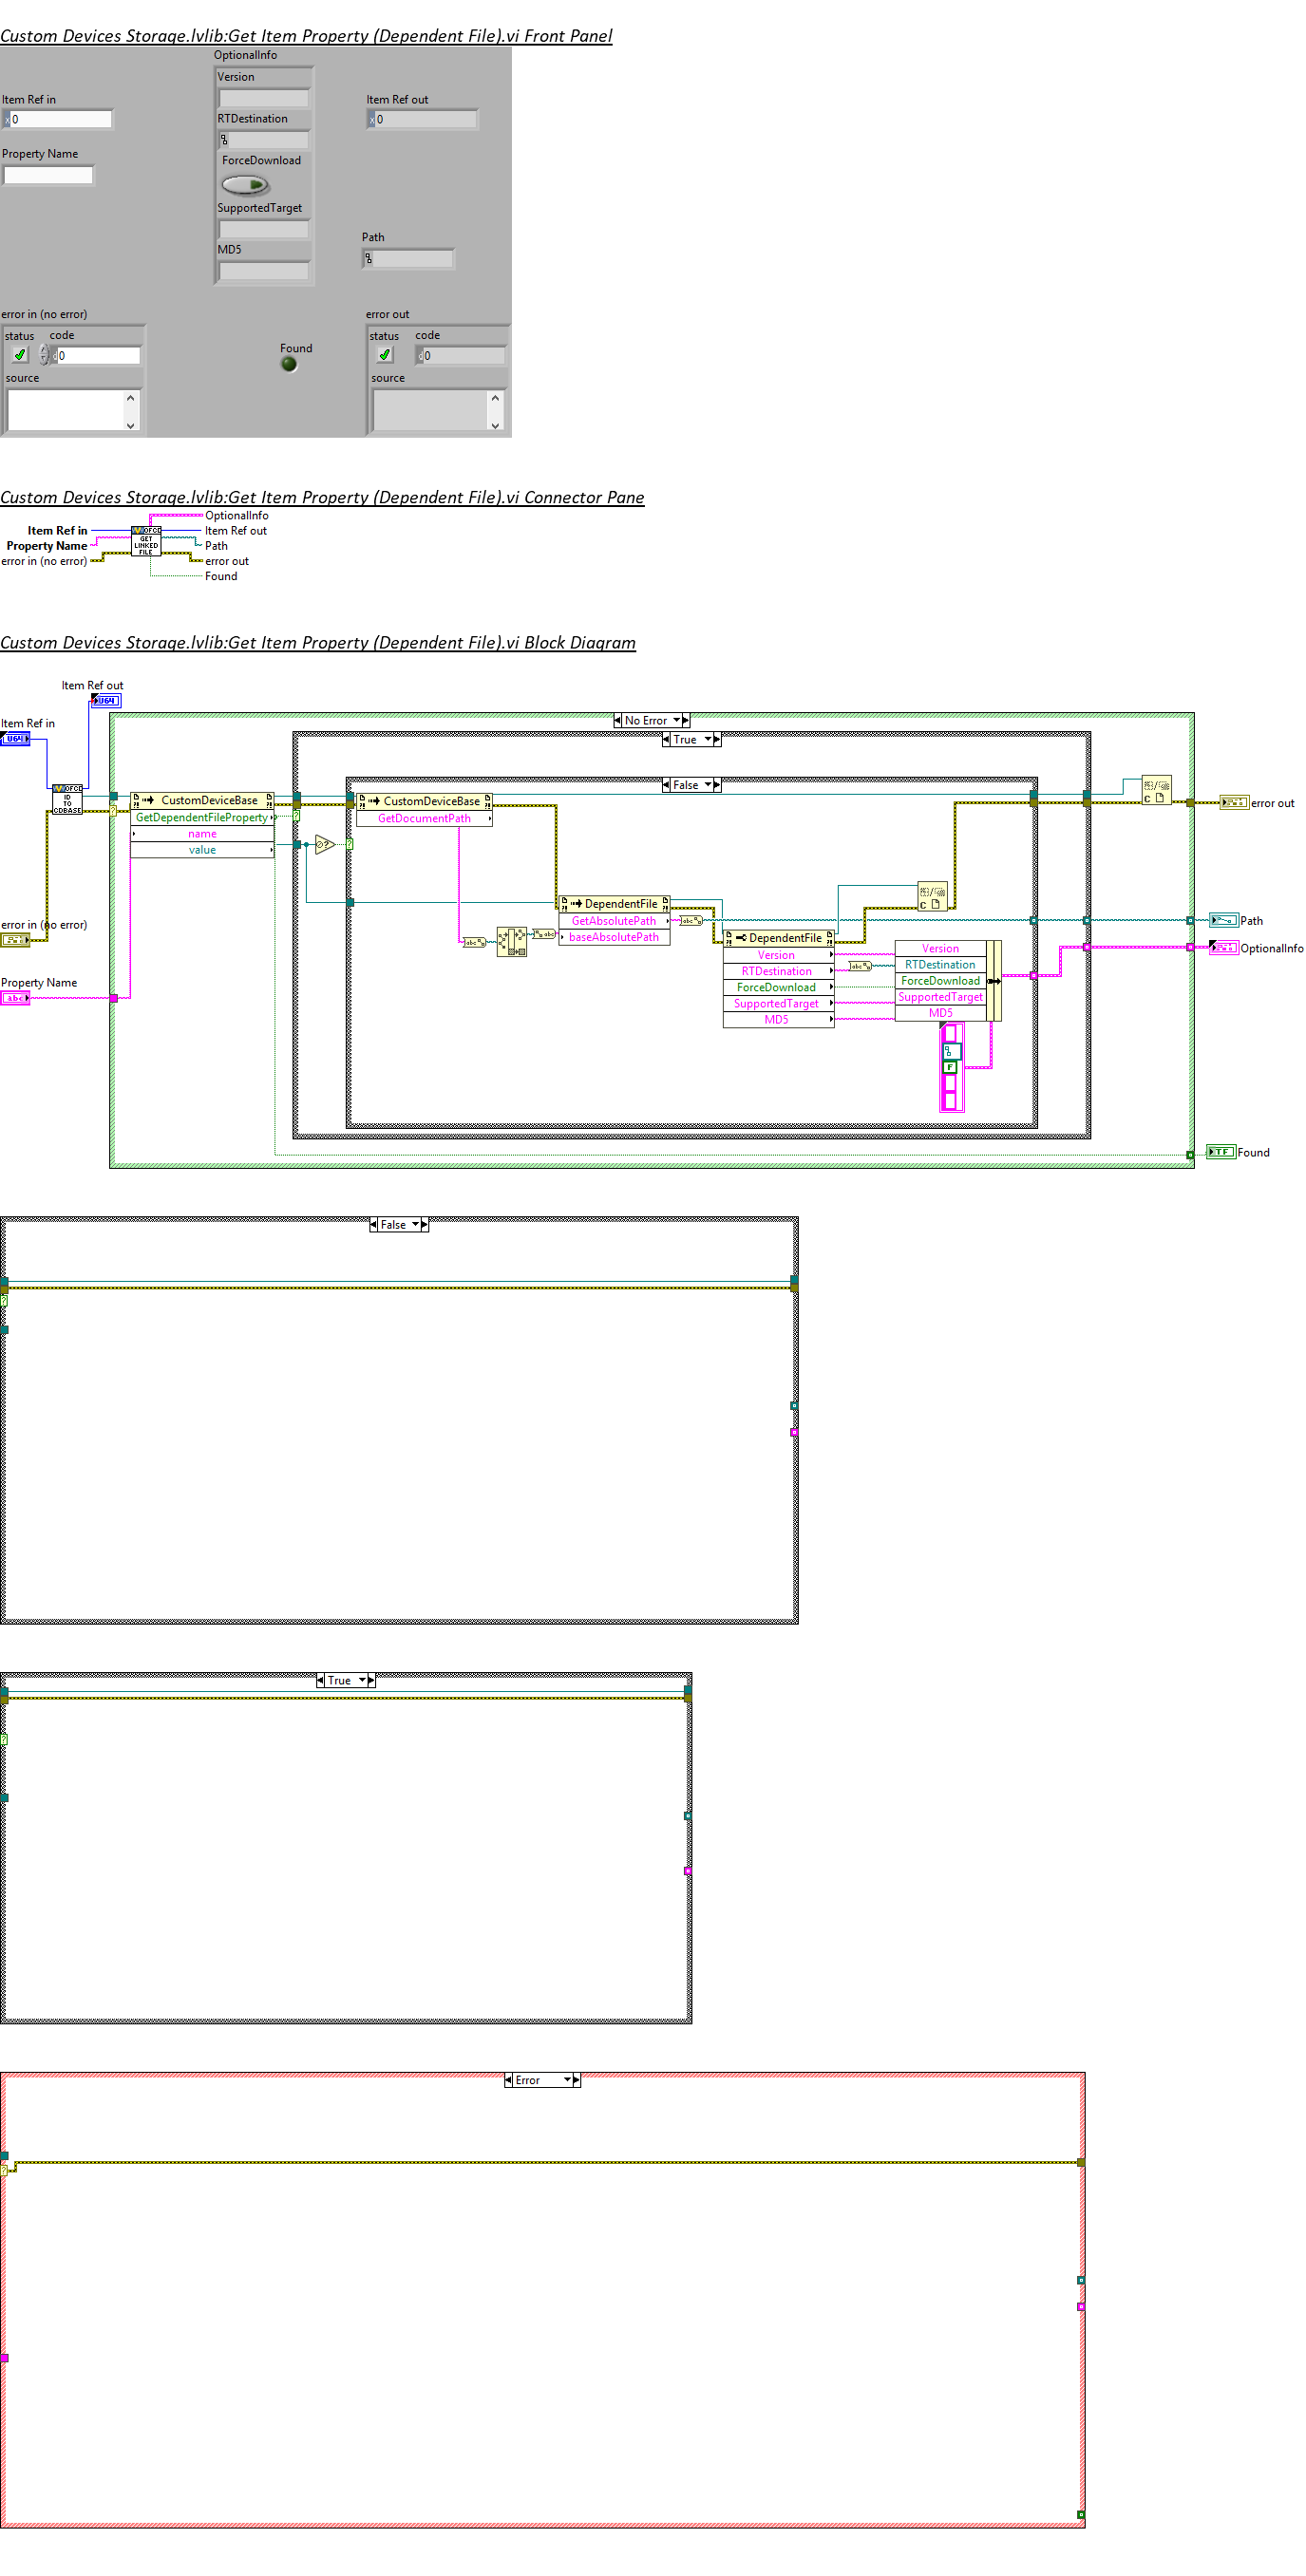 Custom Devices Storage.lvlib:Get Item Property (Dependent File).vi Front Panel
OptionalInfo
Version
Item Ref in
Item Ref out
0
0
RTDestination
Property Name
ForceDownload
SupportedTarget
Path
MD5
error in (no error)
error out
status code
status code
0
0
Found
source
source
Custom Devices Storage.lvlib:Get Item Property (Dependent File).vi Connector Pane
OptionalInfo
Item Ref in
Item Ref out
GET
LINKED
FILE
Property Name
Path
error in (no error)
error out
Found
Custom Devices Storage.lvlib:Get Item Property (Dependent File).vi Block Diagram
Item Ref out
U64
Item Ref in
U64
No Error
True
False
ID
TO
CDBASE
CustomDeviceBase
GetDependentFileProperty
name
value
CustomDeviceBase
GetDocumentPath
error out
DependentFile
GetAbsolutePath
baseAbsolutePath
Path
error in (no error)
DependentFile
Version
RTDestination
ForceDownload
SupportedTarget
MD5
Version
RTDestination
ForceDownload
SupportedTarget
MD5
OptionalInfo
Property Name
abc
F
TF
Found
False
True
Error